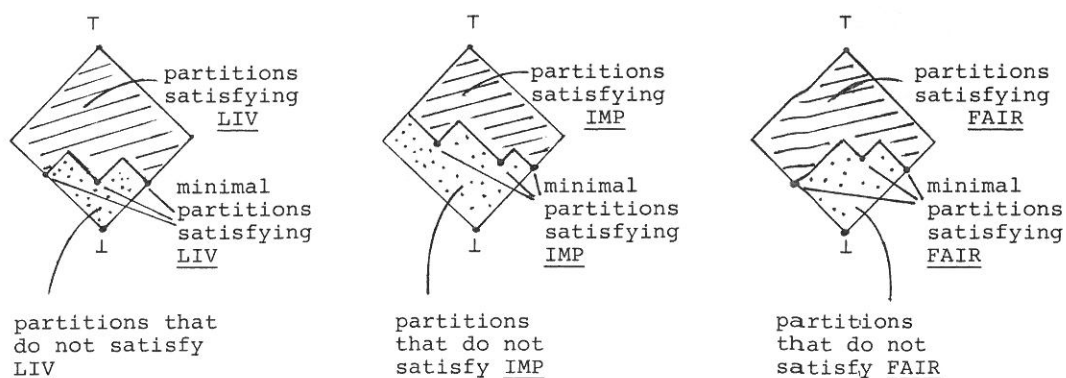 T
partitions
satisfying
LIV
minimal
partitions
satisfying
LIV
⊥
partitions that
do not satisfy
LIV
T
partitions
satisfying
IMP
minimal
partitions
satisfying
IMP
⊥
partitions
that do not
satisfy IMP
T
partitions
satisfying
FAIR
minimal
partitions
satisfying
FAIR
⊥
partitions
that do not
satisfy FAIR